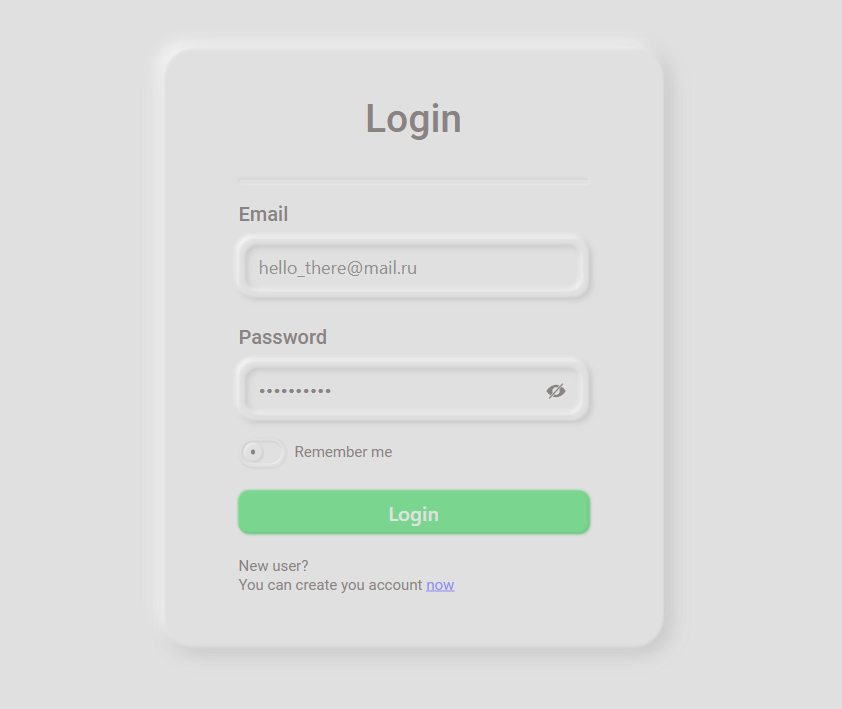 Login
Email
hello_there@mail.ru
Password
••••••••••
Remember me
Login
New user?
You can create you account now